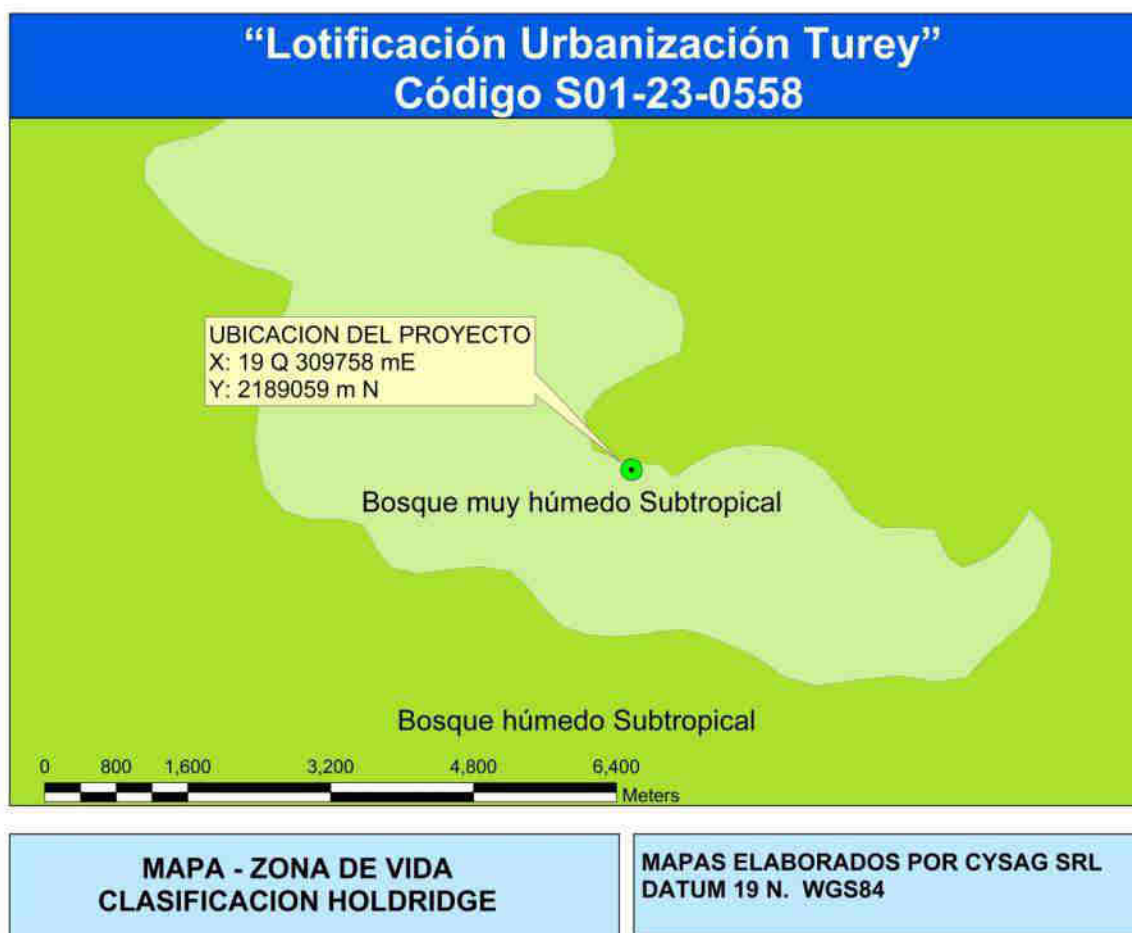 “Lotificación Urbanización Turey”
Código S01-23-0558
UBICACION DEL PROYECTO
X: 19 Q 309758 mE
Y: 2189059 m N
Bosque muy húmedo Subtropical
Bosque húmedo Subtropical
0 800 1,600 3,200 4,800 6,400
Meters
MAPA - ZONA DE VIDA
CLASIFICACION HOLDRIDGE
MAPAS ELABORADOS POR CYSAG SRL
DATUM 19 N. WGS84